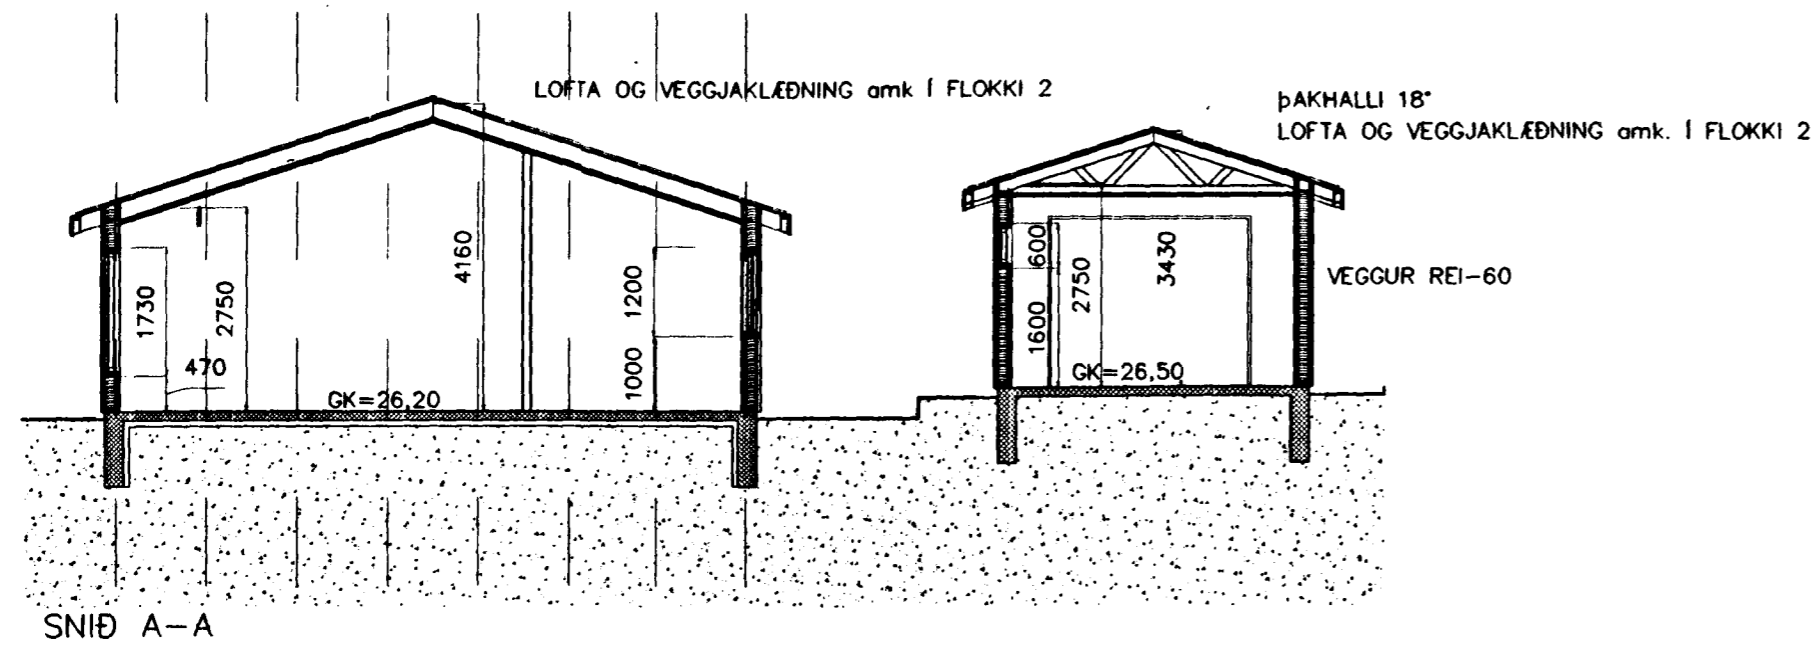 LOFTA OG VEGGJAKLÆÐNING amk Í FLOKKI 2
ÞAKHALLI 18°
LOFTA OG VEGGJAKLÆÐNING amk. Í FLOKKI 2
1730
470
2750
GK=26,20
4160
1200
1000
600
1600
2750
3430
GK=26,50
VEGGUR REI-60
SNIÐ A-A